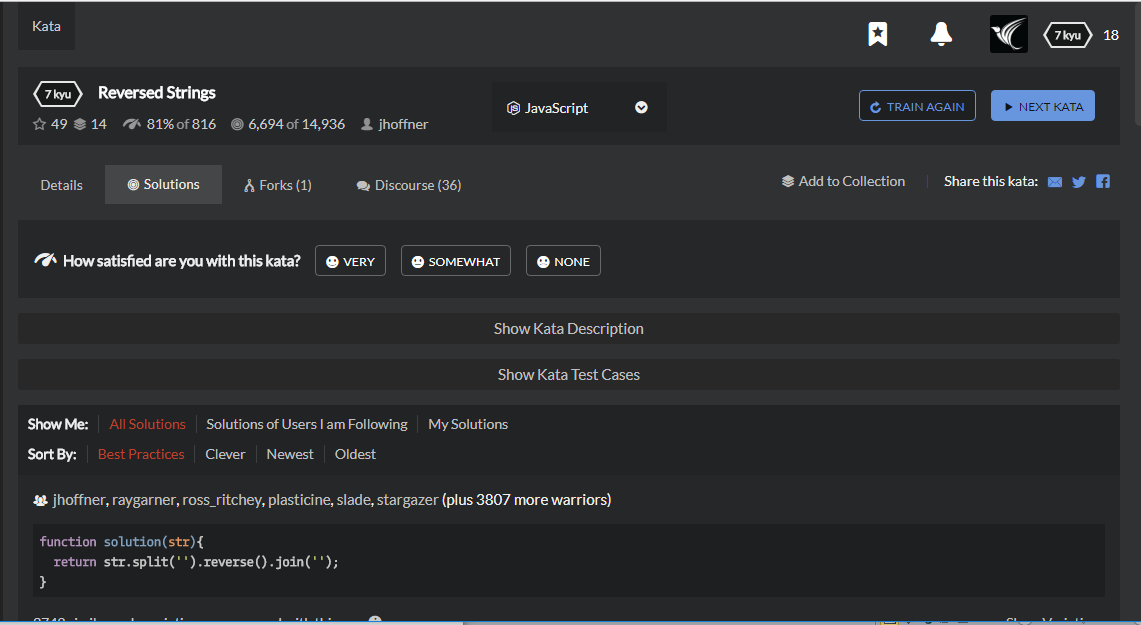 Kata
7 kyu 18
7 kyu Reversed Strings
JavaScript
TRAIN AGAIN
NEXT KATA
49 14 81% of 816 6,694 of 14,936 jhoffner
Details Solutions Forks (1) Discourse (36)
Add to Collection Share this kata:
How satisfied are you with this kata? VERY SOMEWHAT NONE
Show Kata Description
Show Kata Test Cases
Show Me: All Solutions Solutions of Users I am Following My Solutions
Sort By: Best Practices Clever Newest Oldest
jhoffner, raygarner, ross_ritchey, plasticine, slade, stargazer (plus 3807 more warriors)
function solution(str){
  return str.split('').reverse().join('');
}